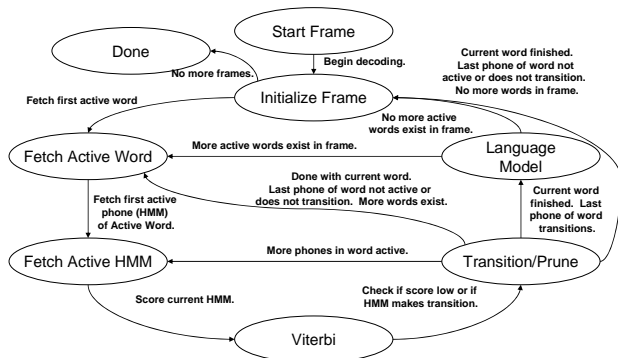 Start Frame
Done
Current word finished.
Last phone of word not
active or does not transition.
No more words in frame.
Begin decoding.
No more frames.
Fetch first active word
Initialize Frame
No more active
words exist in frame.
More active words exist in frame.
Fetch Active Word
Language
Model
Done with current word.
Last phone of word not active or
does not transition.  More words exist.
Fetch first active
phone (HMM)
of Active Word.
Current word
finished.  Last
phone of word
transitions.
More phones in word active.
Fetch Active HMM
Transition/Prune
Score current HMM.
Check if score low or if
HMM makes transition.
Viterbi